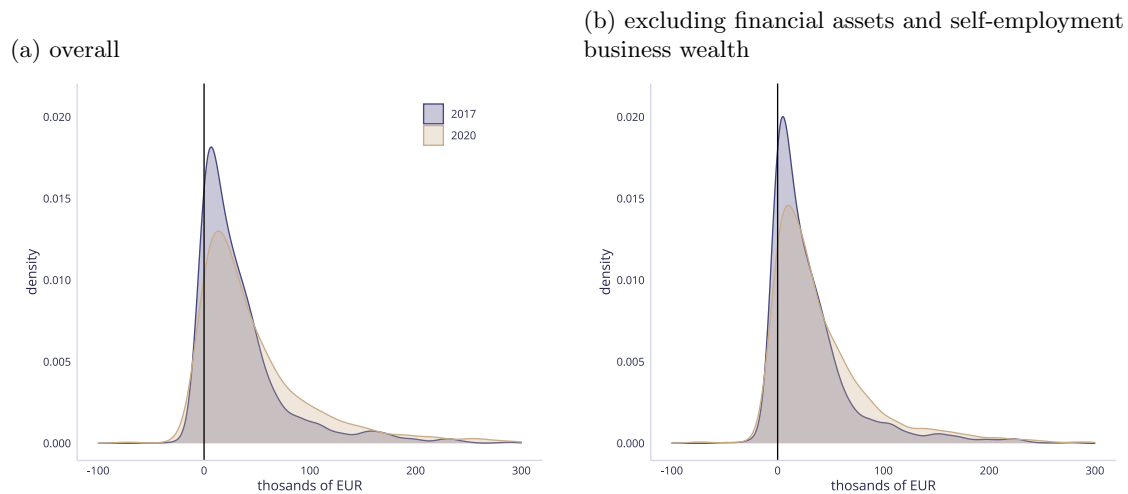 (a) overall
(b) excluding financial assets and self-employment
business wealth
0.020
0.015
0.010
0.005
0.000
density
-100 0 100 200 300
thosands of EUR
2017
2020
0.020
0.015
0.010
0.005
0.000
density
-100 0 100 200 300
thosands of EUR